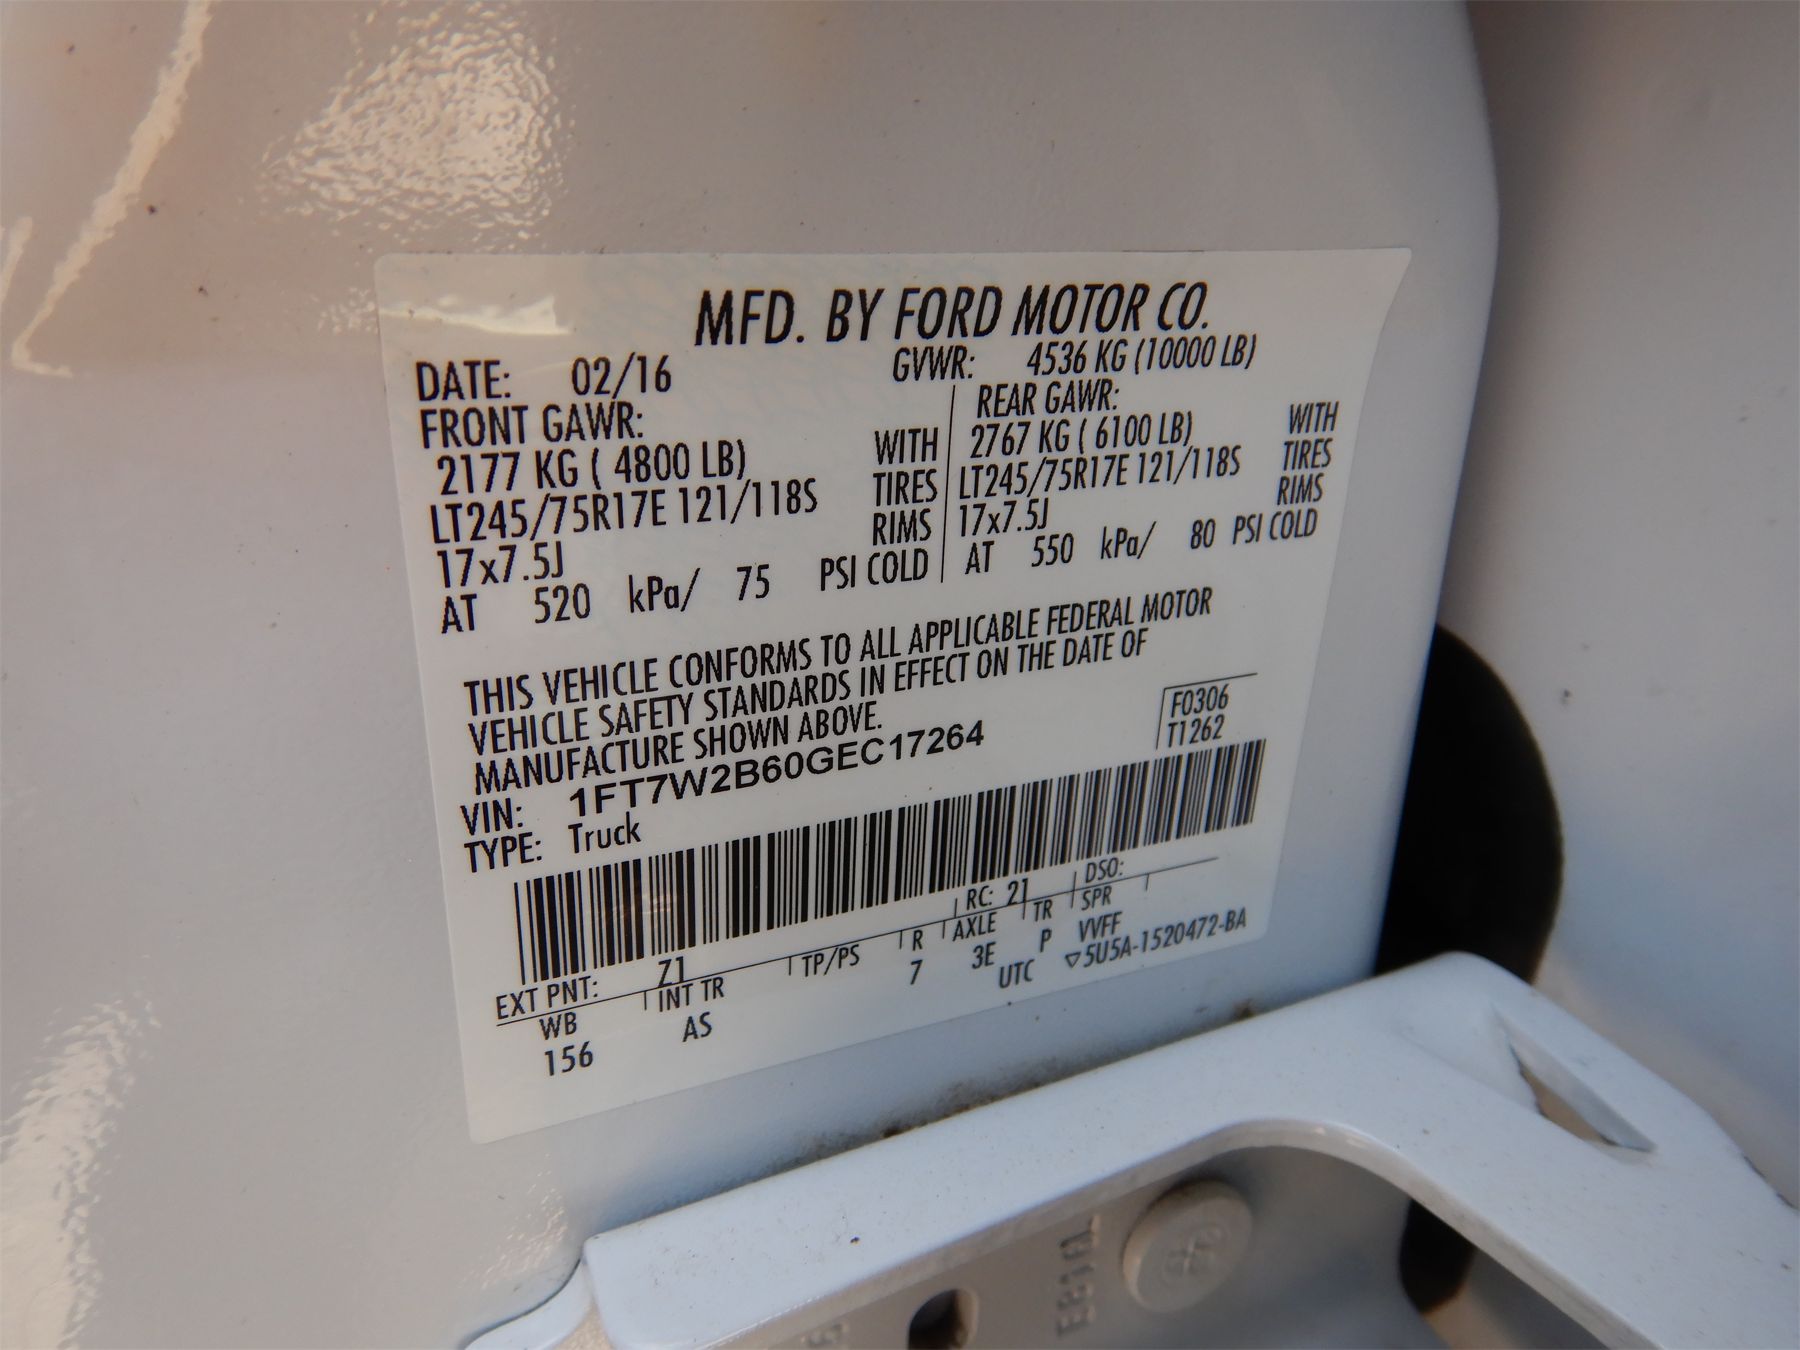 MFD. BY FORD MOTOR CO.
DATE: 02/16 GVWR: 4536 KG (10000 LB)
FRONT GAWR: REAR GAWR:
2177 KG ( 4800 LB) WITH 2767 KG ( 6100 LB) WITH
LT245/75R17E 121/118S TIRES LT245/75R17E 121/118S TIRES
17x7.5J RIMS 17x7.5J RIMS
AT 520 kPa/ 75 PSI COLD AT 550 kPa/ 80 PSI COLD
THIS VEHICLE CONFORMS TO ALL APPLICABLE FEDERAL MOTOR
VEHICLE SAFETY STANDARDS IN EFFECT ON THE DATE OF
MANUFACTURE SHOWN ABOVE.
F0306
T1262
VIN: 1FT7W2B60GEC17264
TYPE: Truck
EXT PNT: Z1 RC: 21 DSO:
WB INT TR TP/PS R AXLE TR SPR
156 AS 7 3E P VVFF
UTC ▽5U5A-1520472-BA